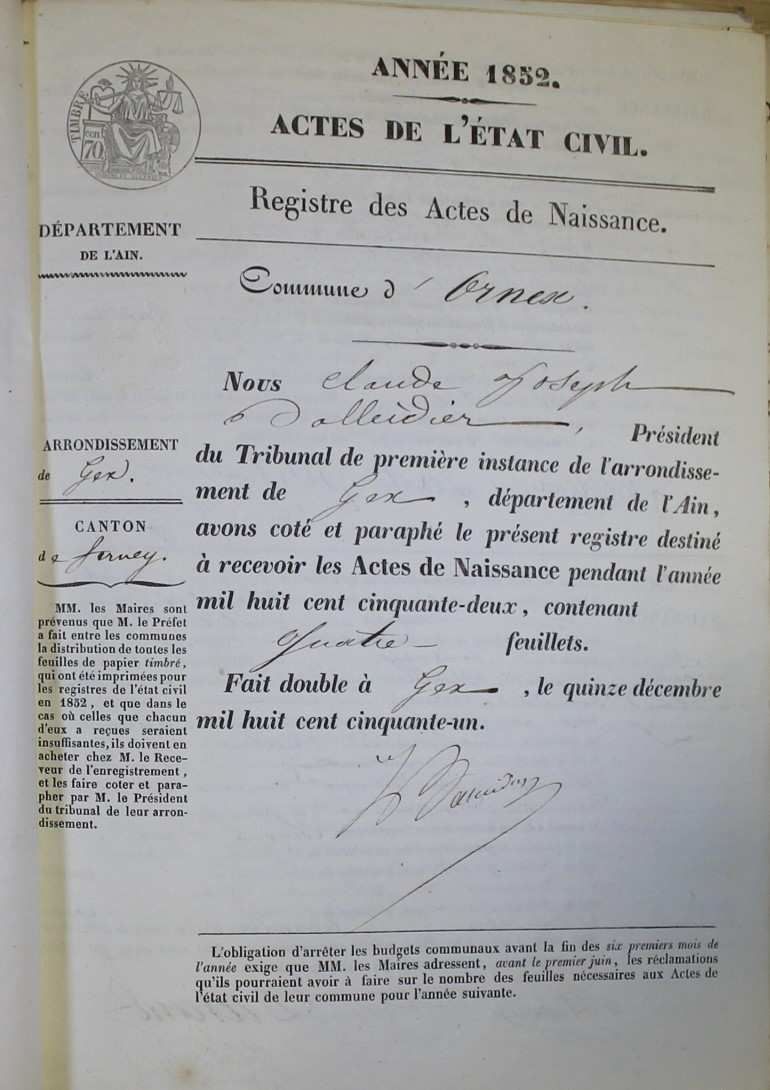 ANNÉE 1852.
ACTES DE L'ÉTAT CIVIL.
TIMBRE
cen
70
Registre des Actes de Naissance.
DÉPARTEMENT
DE L'AIN.
Commune d'Ornex.
Nous Claude Joseph
Dalleidier, Président
du Tribunal de première instance de l'arrondisse-
ment de Gex, département de l'Ain,
avons coté et paraphé le présent registre destiné
à recevoir les Actes de Naissance pendant l'année
mil huit cent cinquante-deux, contenant
quatre feuillets.
Fait double à Gex, le quinze décembre
mil huit cent cinquante-un.
ARRONDISSEMENT
de Gex.
CANTON
de Ferney.
MM. les Maires sont
prévenus que M. le Préfet
a fait entre les communes
la distribution de toutes les
feuilles de papier timbré,
qui ont été imprimées pour
les registres de l'état civil
en 1852, et que dans le
cas où celles que chacun
d'eux a reçues seraient
insuffisantes, ils doivent en
acheter chez M. le Rece-
veur de l'enregistrement,
et les faire coter et para-
pher par M. le Président
du tribunal de leur arron-
dissement.
L'obligation d'arrêter les budgets communaux avant la fin des six premiers mois de
l'année exige que MM. les Maires adressent, avant le premier juin, les réclamations
qu'ils pourraient avoir à faire sur le nombre des feuilles nécessaires aux Actes de
l'état civil de leur commune pour l'année suivante.